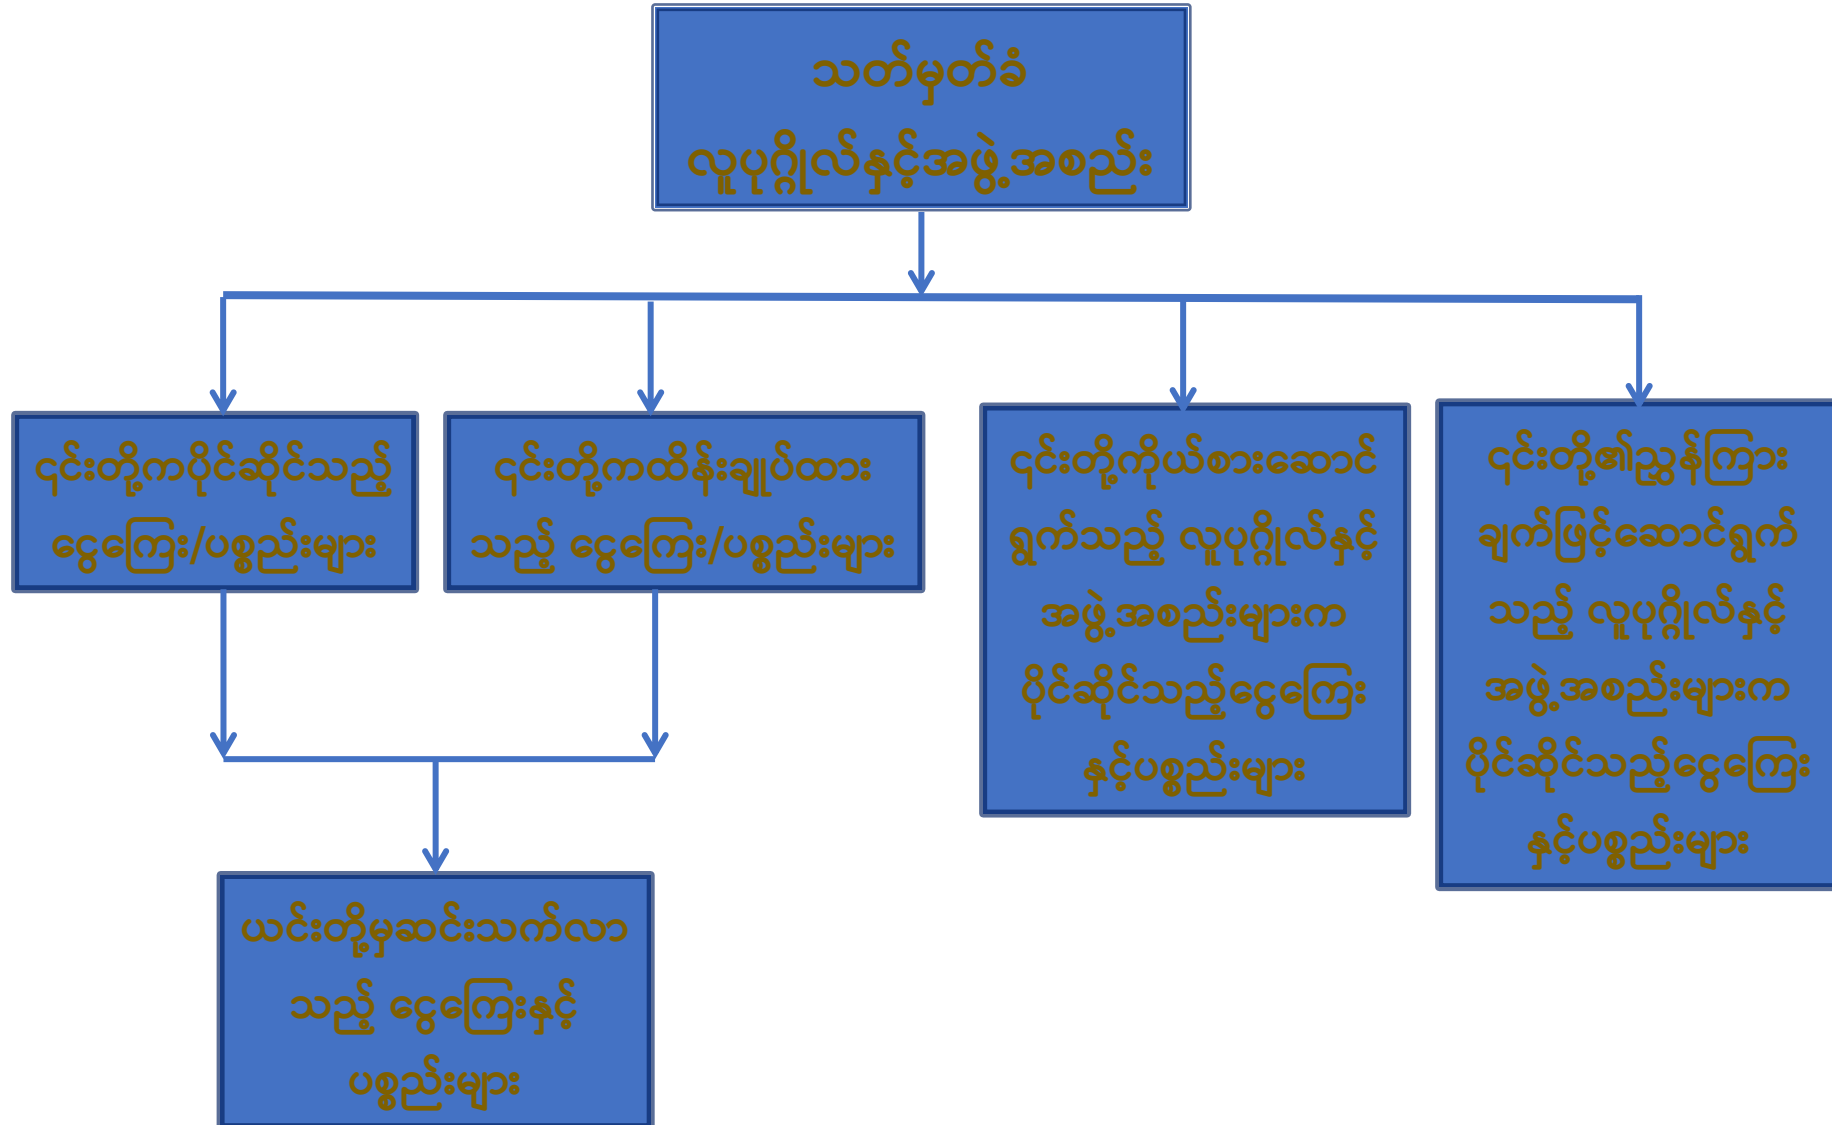 သတ်မှတ်ခံ
လူပုဂ္ဂိုလ်နှင့်အဖွဲ့အစည်း
၎င်းတို့ကပိုင်ဆိုင်သည့်
ငွေကြေး/ပစ္စည်းများ
၎င်းတို့ကထိန်းချုပ်ထား
သည့် ငွေကြေး/ပစ္စည်းများ
၎င်းတို့ကိုယ်စားဆောင်
ရွက်သည့် လူပုဂ္ဂိုလ်နှင့်
အဖွဲ့အစည်းများက
ပိုင်ဆိုင်သည့်ငွေကြေး
နှင့်ပစ္စည်းများ
၎င်းတို့၏ညွှန်ကြား
ချက်ဖြင့်ဆောင်ရွက်
သည့် လူပုဂ္ဂိုလ်နှင့်
အဖွဲ့အစည်းများက
ပိုင်ဆိုင်သည့်ငွေကြေး
နှင့်ပစ္စည်းများ
ယင်းတို့မှဆင်းသက်လာ
သည့် ငွေကြေးနှင့်
ပစ္စည်းများ